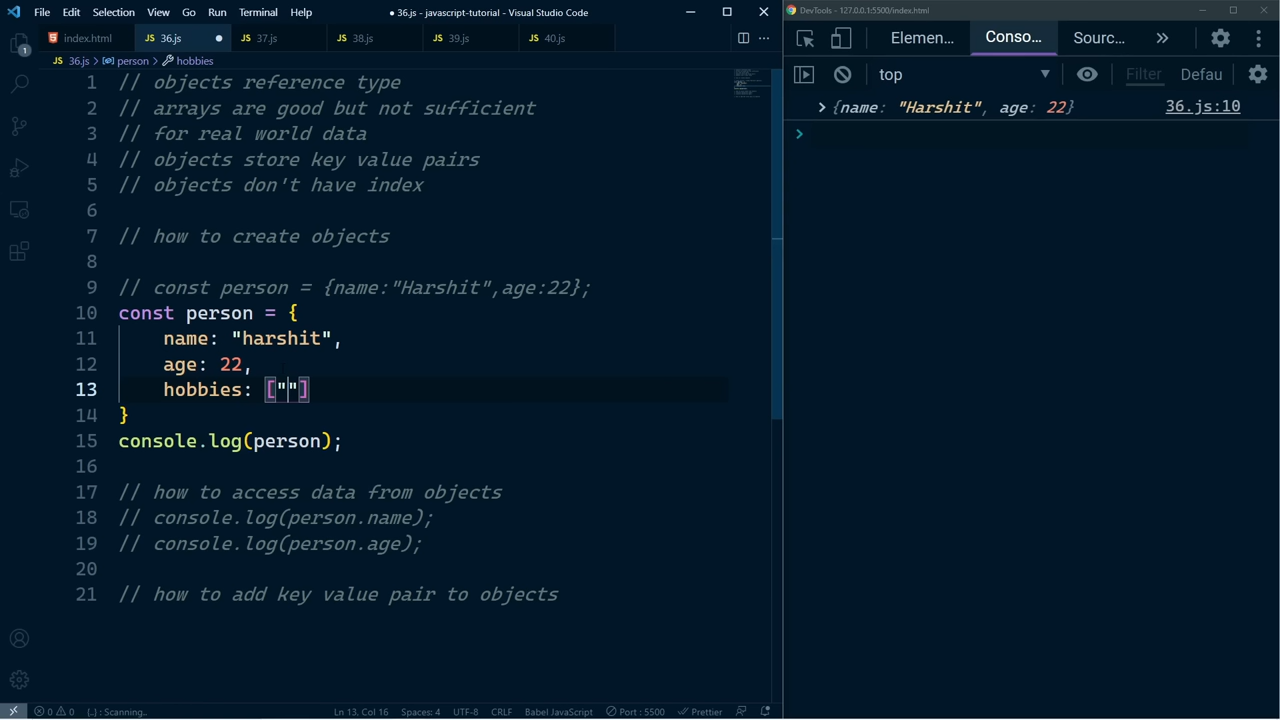 File Edit Selection View Go Run Terminal Help
● 36.js - javascript-tutorial - Visual Studio Code
DevTools - 127.0.0.1:5500/index.html
index.html
JS 36.js
JS 37.js
JS 38.js
JS 39.js
JS 40.js
Elemen... Conso... Sourc...
JS 36.js > person > hobbies
top Filter Defau
1 // objects reference type
2 // arrays are good but not sufficient
3 // for real world data
4 // objects store key value pairs
5 // objects don't have index
6
7 // how to create objects
8
9 // const person = {name:"Harshit",age:22};
10 const person = {
11 name: "harshit",
12 age: 22,
13 hobbies: [""]
14 }
15 console.log(person);
16
17 // how to access data from objects
18 // console.log(person.name);
19 // console.log(person.age);
20
21 // how to add key value pair to objects
{name: "Harshit", age: 22} 36.js:10
1
0 0 {..} : Scanning.. Ln 13, Col 16 Spaces: 4 UTF-8 CRLF Babel JavaScript Port : 5500 Prettier